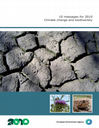 10 messages for 2010
Climate change and biodiversity
2010
European Environment Agency